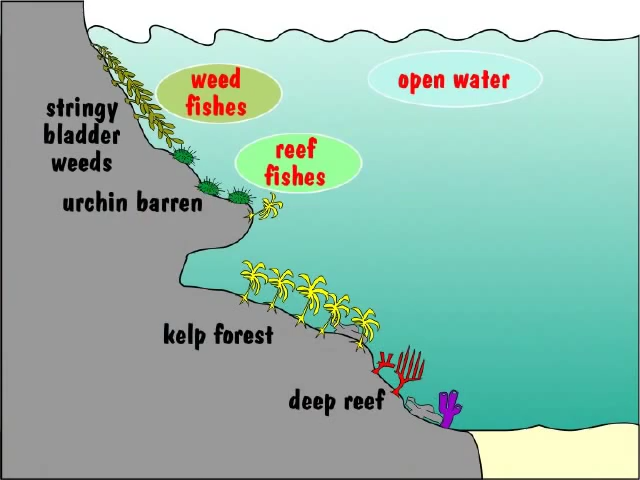 weed
fishes
open water
stringy
bladder
weeds
reef
fishes
urchin barren
kelp forest
deep reef